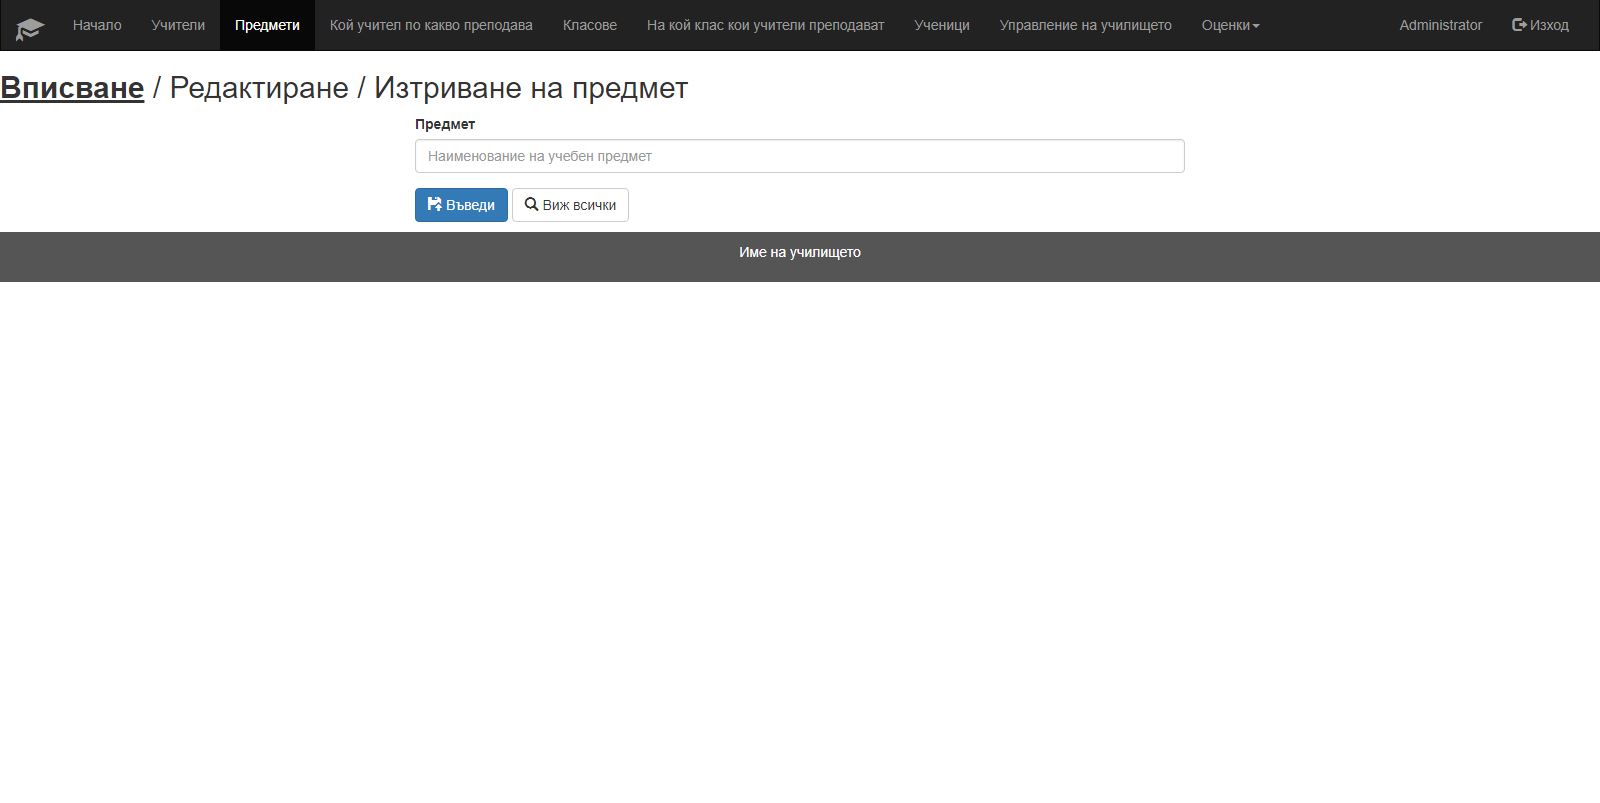 Начало Учители Предмети Кой учител по какво преподава Класове На кой клас кои учители преподават Ученици Управление на училището Оценки Administrator Изход
Вписване / Редактиране / Изтриване на предмет
Предмет
Наименование на учебен предмет
Въведи Виж всички
Име на училището